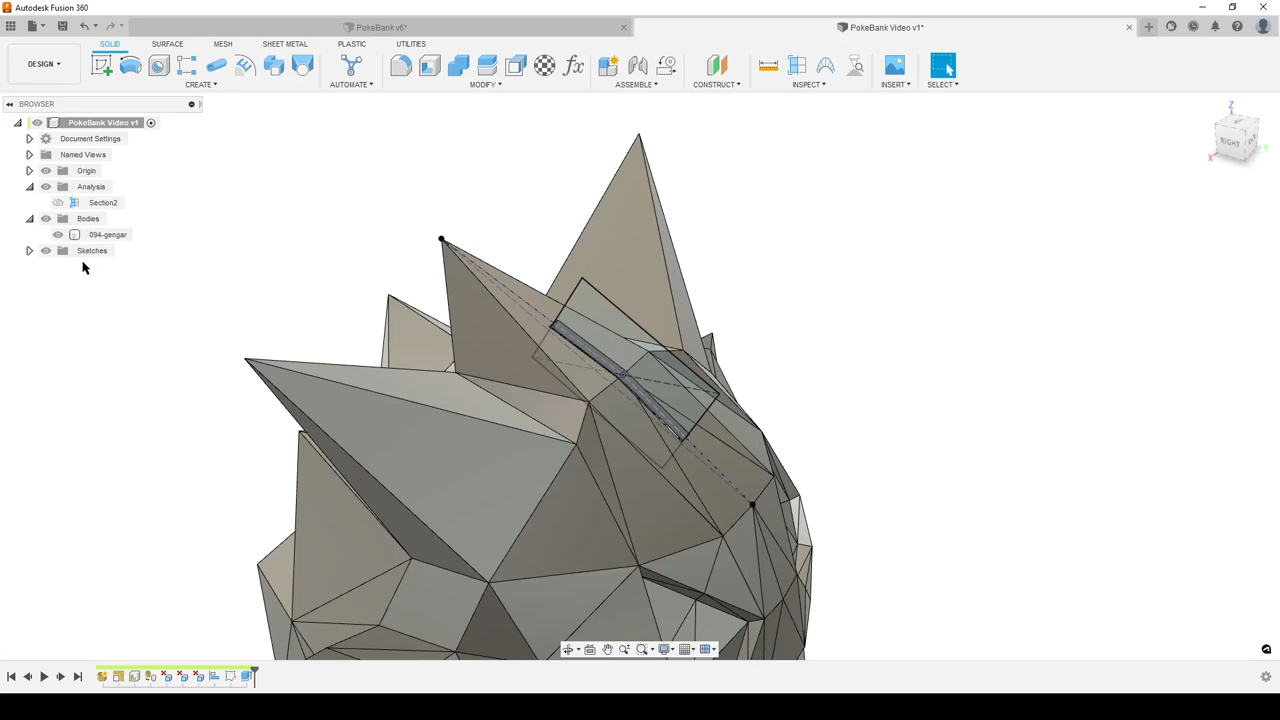 Autodesk Fusion 360
PokeBank v6*
PokeBank Video v1*
DESIGN
SOLID
SURFACE
MESH
SHEET METAL
PLASTIC
UTILITIES
CREATE
AUTOMATE
MODIFY
fx
ASSEMBLE
CONSTRUCT
INSPECT
INSERT
SELECT
BROWSER
PokeBank Video v1
Document Settings
Named Views
Origin
Analysis
Section2
Bodies
094-gengar
Sketches
Z
RIGHT
X
Y